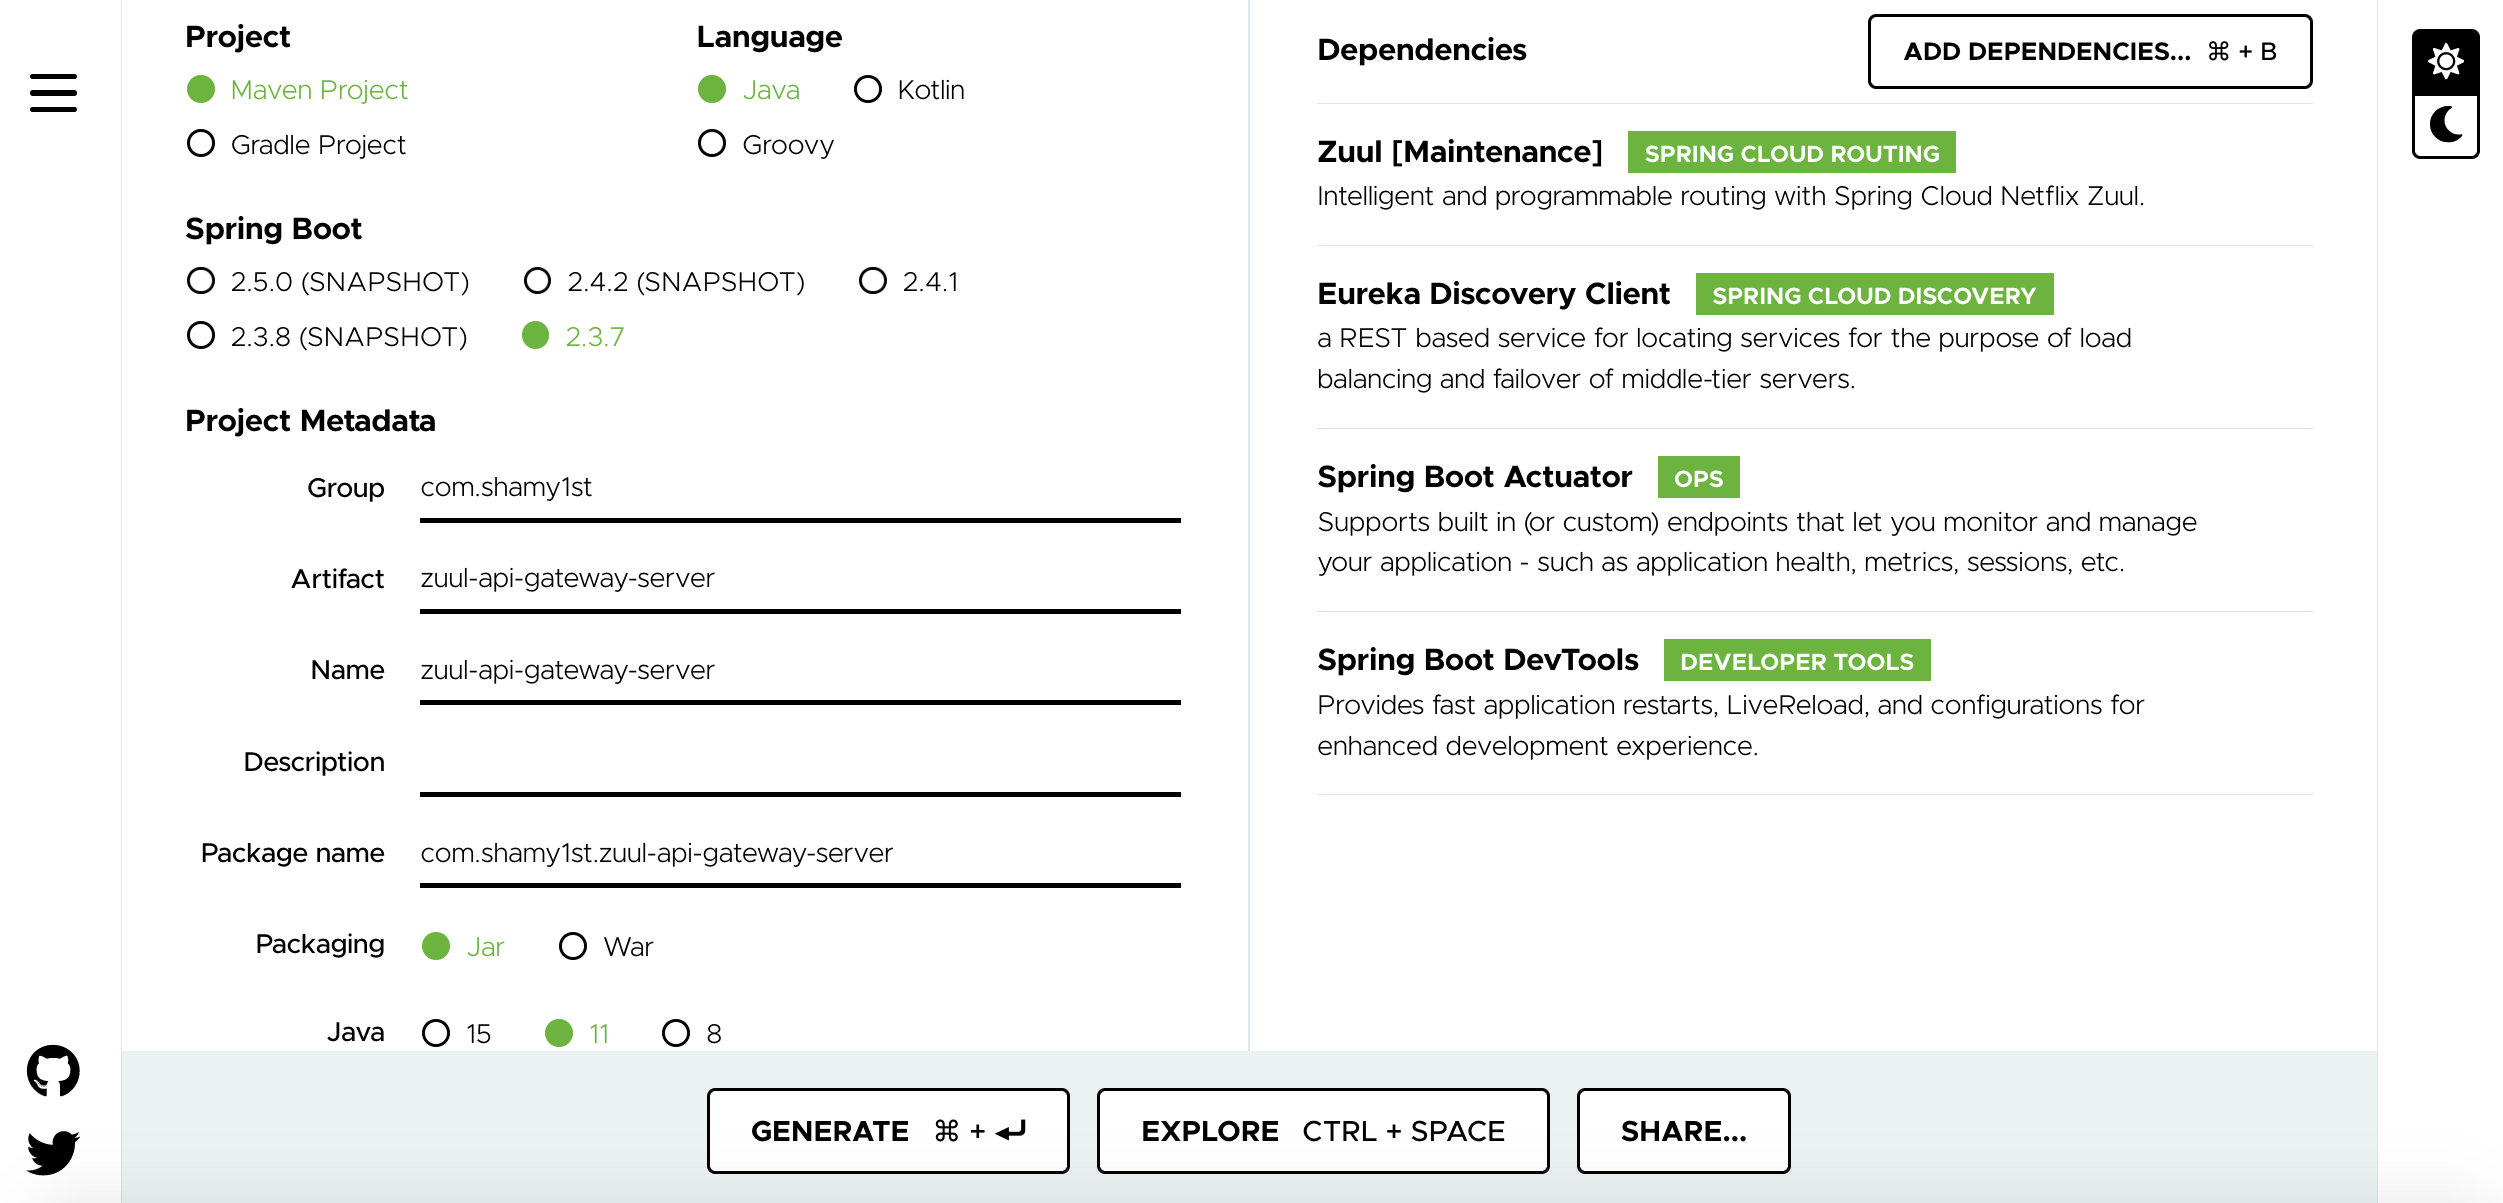 Project
Maven Project
Gradle Project
Language
Java
Kotlin
Groovy
Spring Boot
2.5.0 (SNAPSHOT)
2.4.2 (SNAPSHOT)
2.4.1
2.3.8 (SNAPSHOT)
2.3.7
Project Metadata
Group com.shamy1st
Artifact zuul-api-gateway-server
Name zuul-api-gateway-server
Description
Package name com.shamy1st.zuul-api-gateway-server
Packaging Jar War
Java 15 11 8
Dependencies
ADD DEPENDENCIES... ⌘ + B
Zuul [Maintenance] SPRING CLOUD ROUTING
Intelligent and programmable routing with Spring Cloud Netflix Zuul.
Eureka Discovery Client SPRING CLOUD DISCOVERY
a REST based service for locating services for the purpose of load
balancing and failover of middle-tier servers.
Spring Boot Actuator OPS
Supports built in (or custom) endpoints that let you monitor and manage
your application - such as application health, metrics, sessions, etc.
Spring Boot DevTools DEVELOPER TOOLS
Provides fast application restarts, LiveReload, and configurations for
enhanced development experience.
GENERATE ⌘ + ↵
EXPLORE CTRL + SPACE
SHARE...